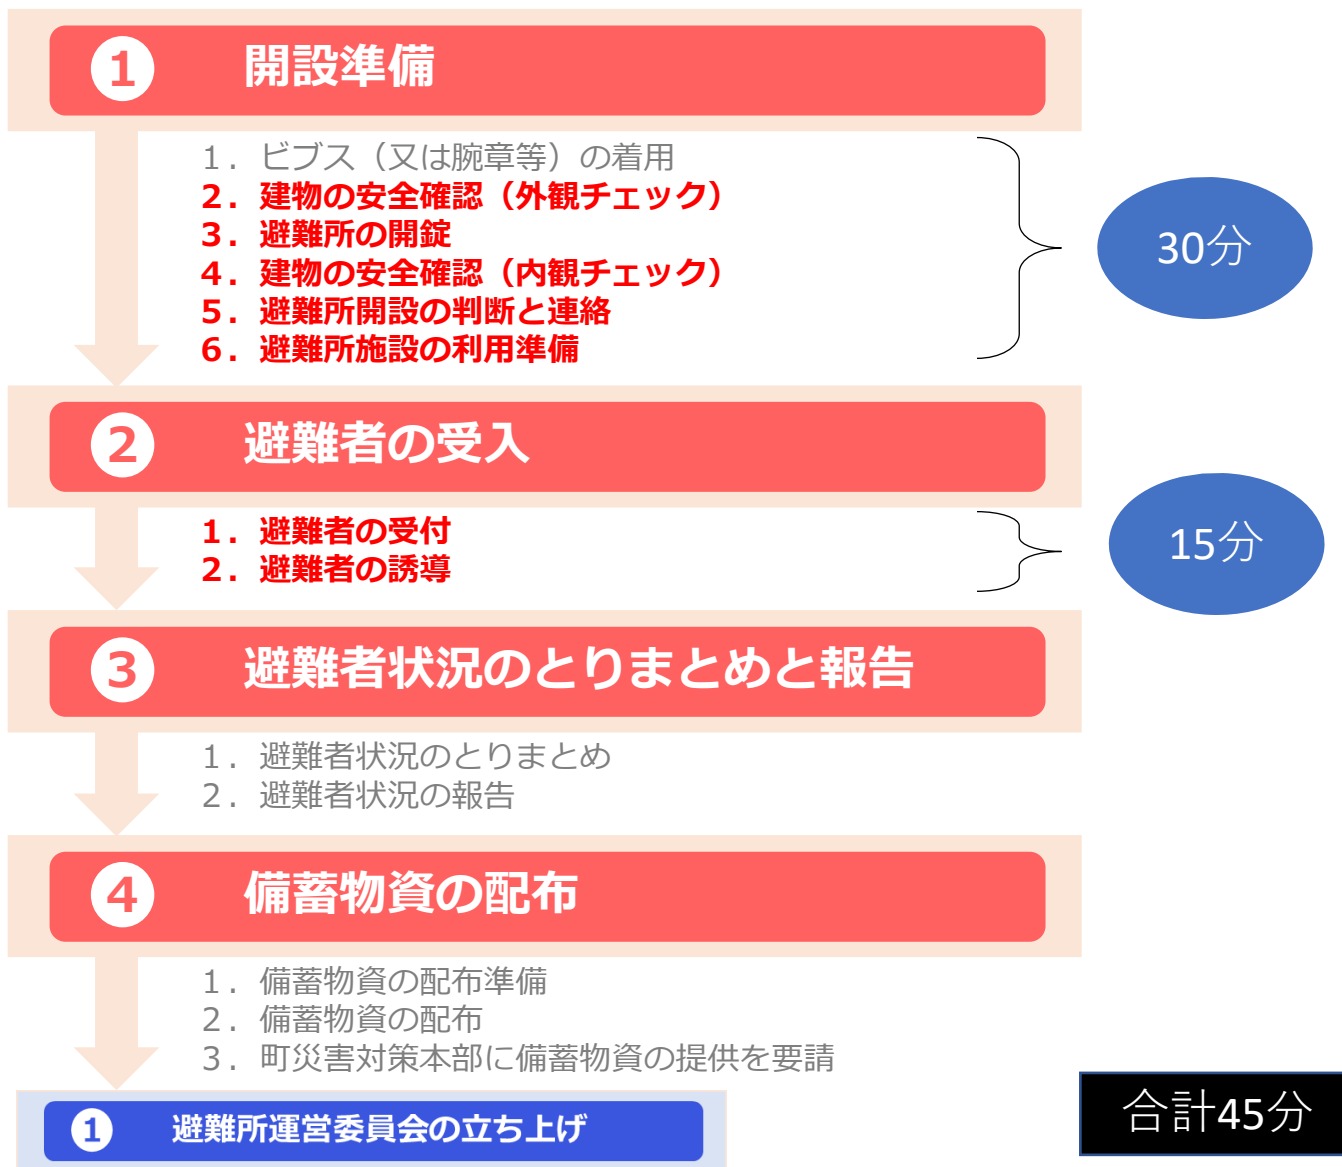 ❶ 開設準備
１．ビブス（又は腕章等）の着用
２．建物の安全確認（外観チェック）
３．避難所の開錠
４．建物の安全確認（内観チェック）
５．避難所開設の判断と連絡
６．避難所施設の利用準備
30分
❷ 避難者の受入
１．避難者の受付
２．避難者の誘導
15分
❸ 避難者状況のとりまとめと報告
１．避難者状況のとりまとめ
２．避難者状況の報告
❹ 備蓄物資の配布
１．備蓄物資の配布準備
２．備蓄物資の配布
３．町災害対策本部に備蓄物資の提供を要請
❶ 避難所運営委員会の立ち上げ
合計45分